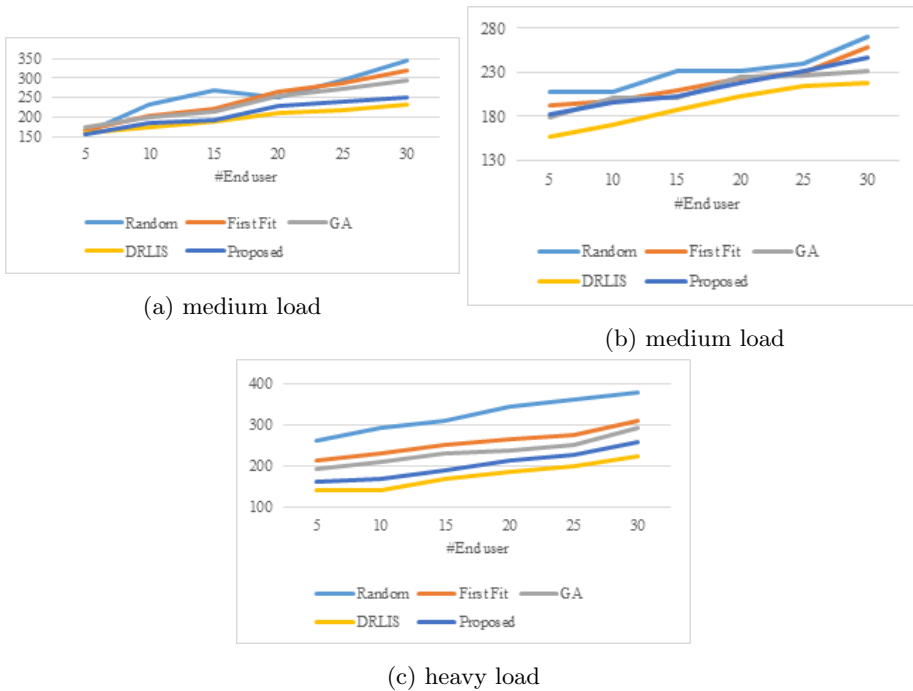 350
300
250
200
150
5 10 15 20 25 30
#End user
Random First Fit GA
DRLIS Proposed
(a) medium load
280
230
180
130
5 10 15 20 25 30
#End user
Random First Fit GA
DRLIS Proposed
(b) medium load
400
300
200
100
5 10 15 20 25 30
#End user
Random First Fit GA
DRLIS Proposed
(c) heavy load